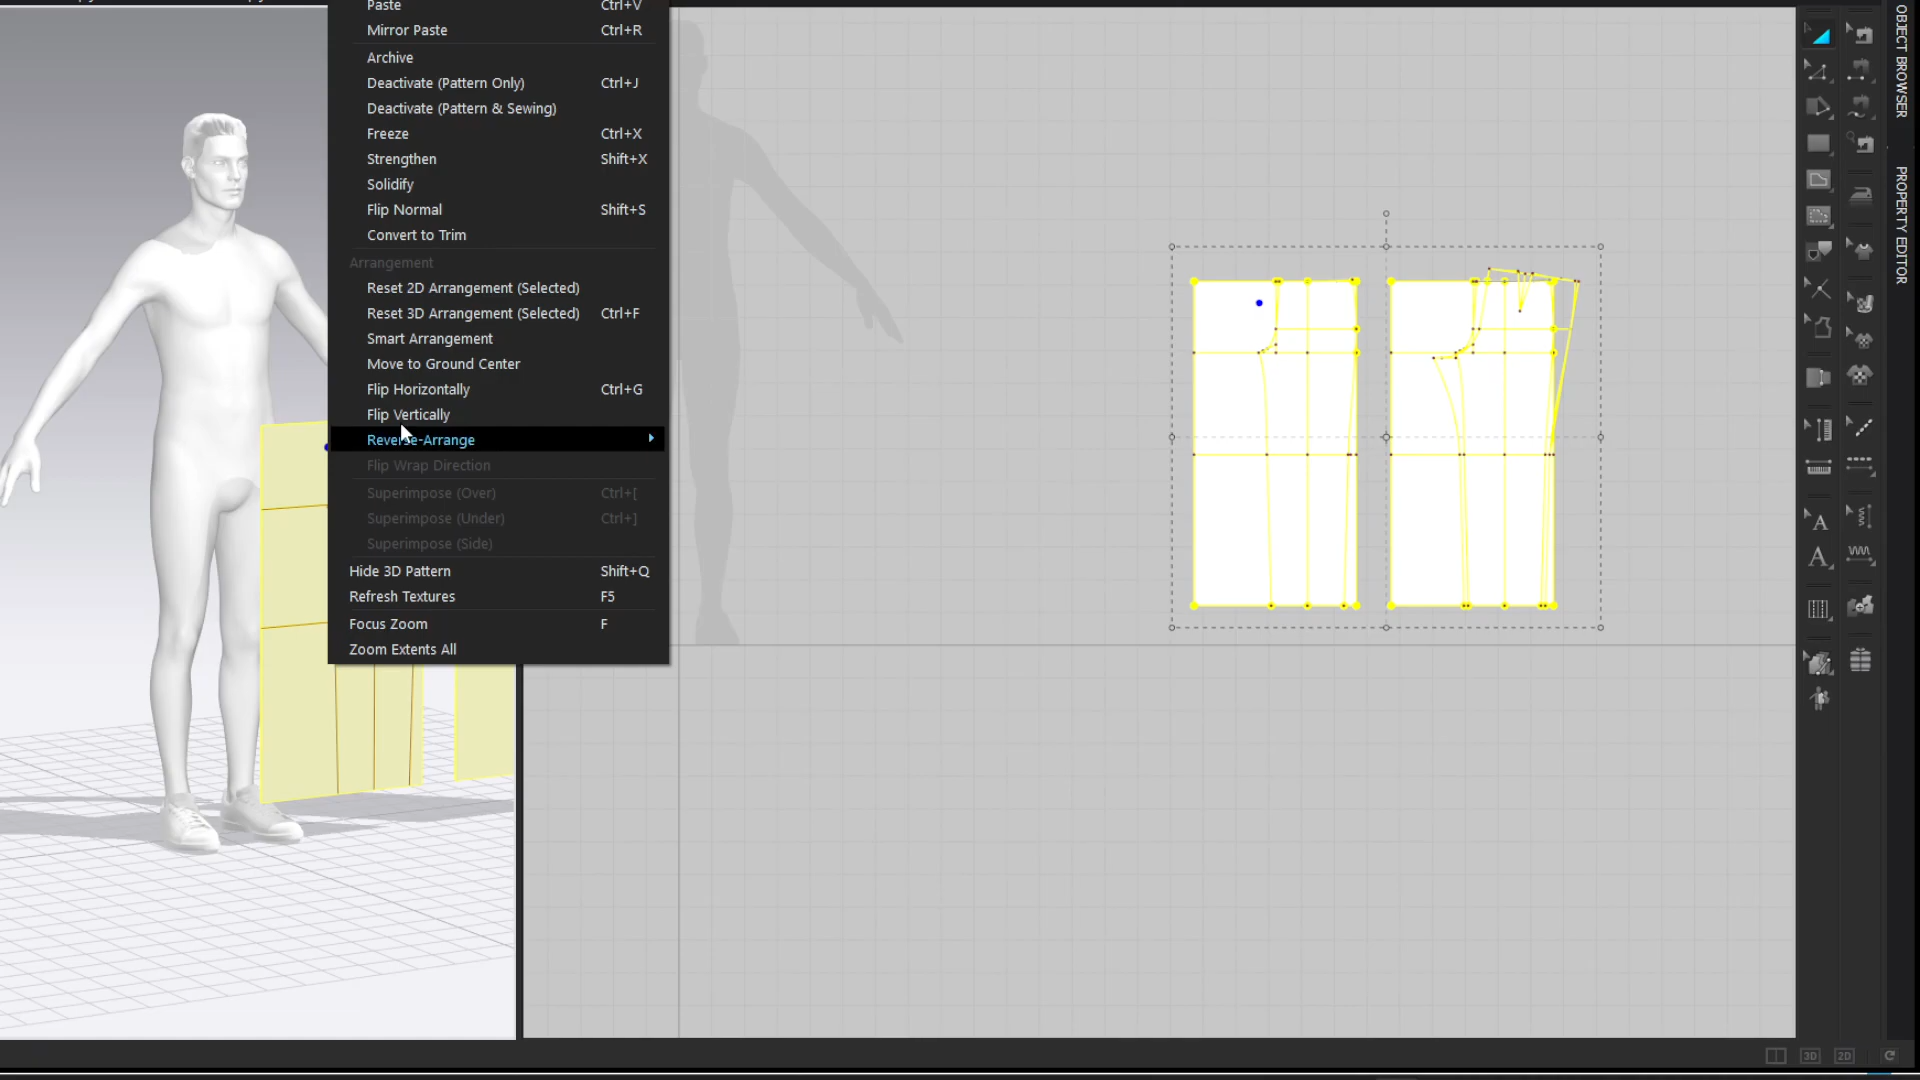 Paste Ctrl+V
Mirror Paste Ctrl+R
Archive
Deactivate (Pattern Only) Ctrl+J
Deactivate (Pattern & Sewing)
Freeze Ctrl+X
Strengthen Shift+X
Solidify
Flip Normal Shift+S
Convert to Trim
Arrangement
Reset 2D Arrangement (Selected)
Reset 3D Arrangement (Selected) Ctrl+F
Smart Arrangement
Move to Ground Center
Flip Horizontally Ctrl+G
Flip Vertically
Reverse-Arrange
Flip Wrap Direction
Superimpose (Over) Ctrl+[
Superimpose (Under) Ctrl+]
Superimpose (Side)
Hide 3D Pattern Shift+Q
Refresh Textures F5
Focus Zoom F
Zoom Extents All
OBJECT BROWSER
PROPERTY EDITOR
A
A
3D
2D